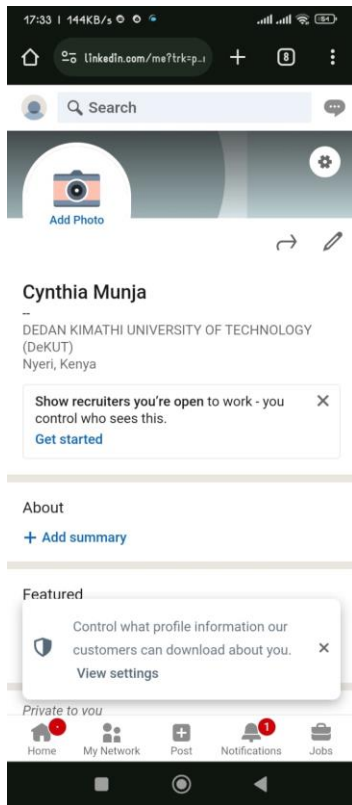 17:33 | 144KB/s
54
linkedin.com/me?trk=p_
8
Search
Add Photo
Cynthia Munja
--
DEDAN KIMATHI UNIVERSITY OF TECHNOLOGY
(DeKUT)
Nyeri, Kenya
Show recruiters you're open to work - you
control who sees this.
Get started
About
+ Add summary
Featured
Control what profile information our
customers can download about you.
View settings
Private to you
1
Home
My Network
Post
Notifications
Jobs